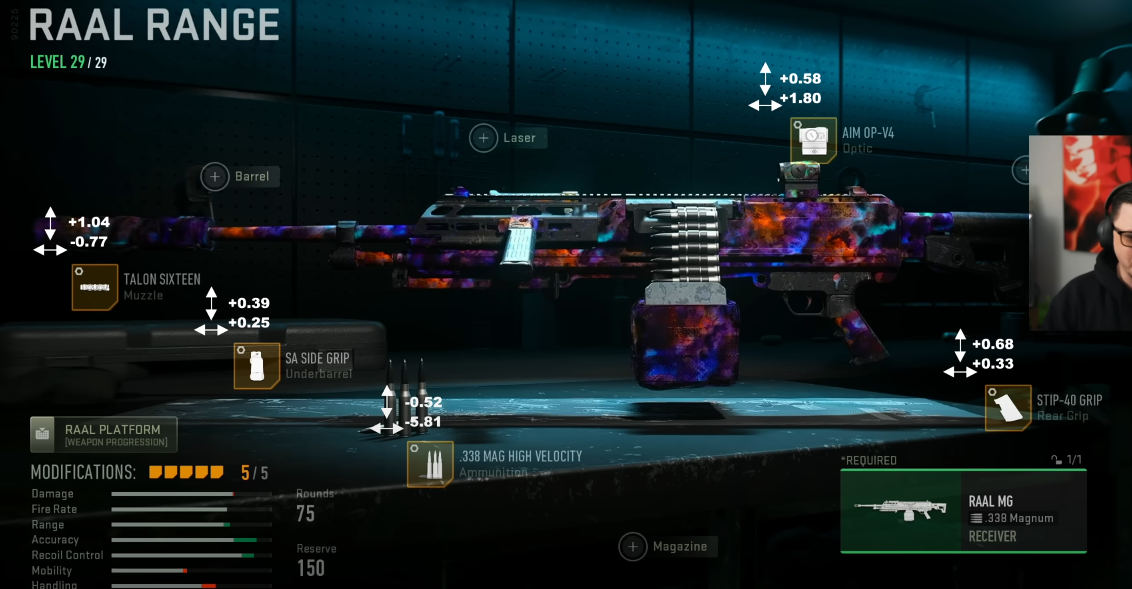 RAAL RANGE
LEVEL 29 / 29
+0.58
+1.80
AIM OP-V4
Optic
Laser
Barrel
+1.04
-0.77
TALON SIXTEEN
Muzzle
+0.39
+0.25
SA SIDE GRIP
Underbarrel
+0.68
+0.33
STIP-40 GRIP
Rear Grip
-0.52
-5.81
.338 MAG HIGH VELOCITY
Ammunition
RAAL PLATFORM
[WEAPON PROGRESSION]
MODIFICATIONS: 5 / 5
Damage
Fire Rate
Range
Accuracy
Recoil Control
Mobility
Handling
Rounds
75
Reserve
150
Magazine
*REQUIRED 1/1
RAAL MG
.338 Magnum
RECEIVER